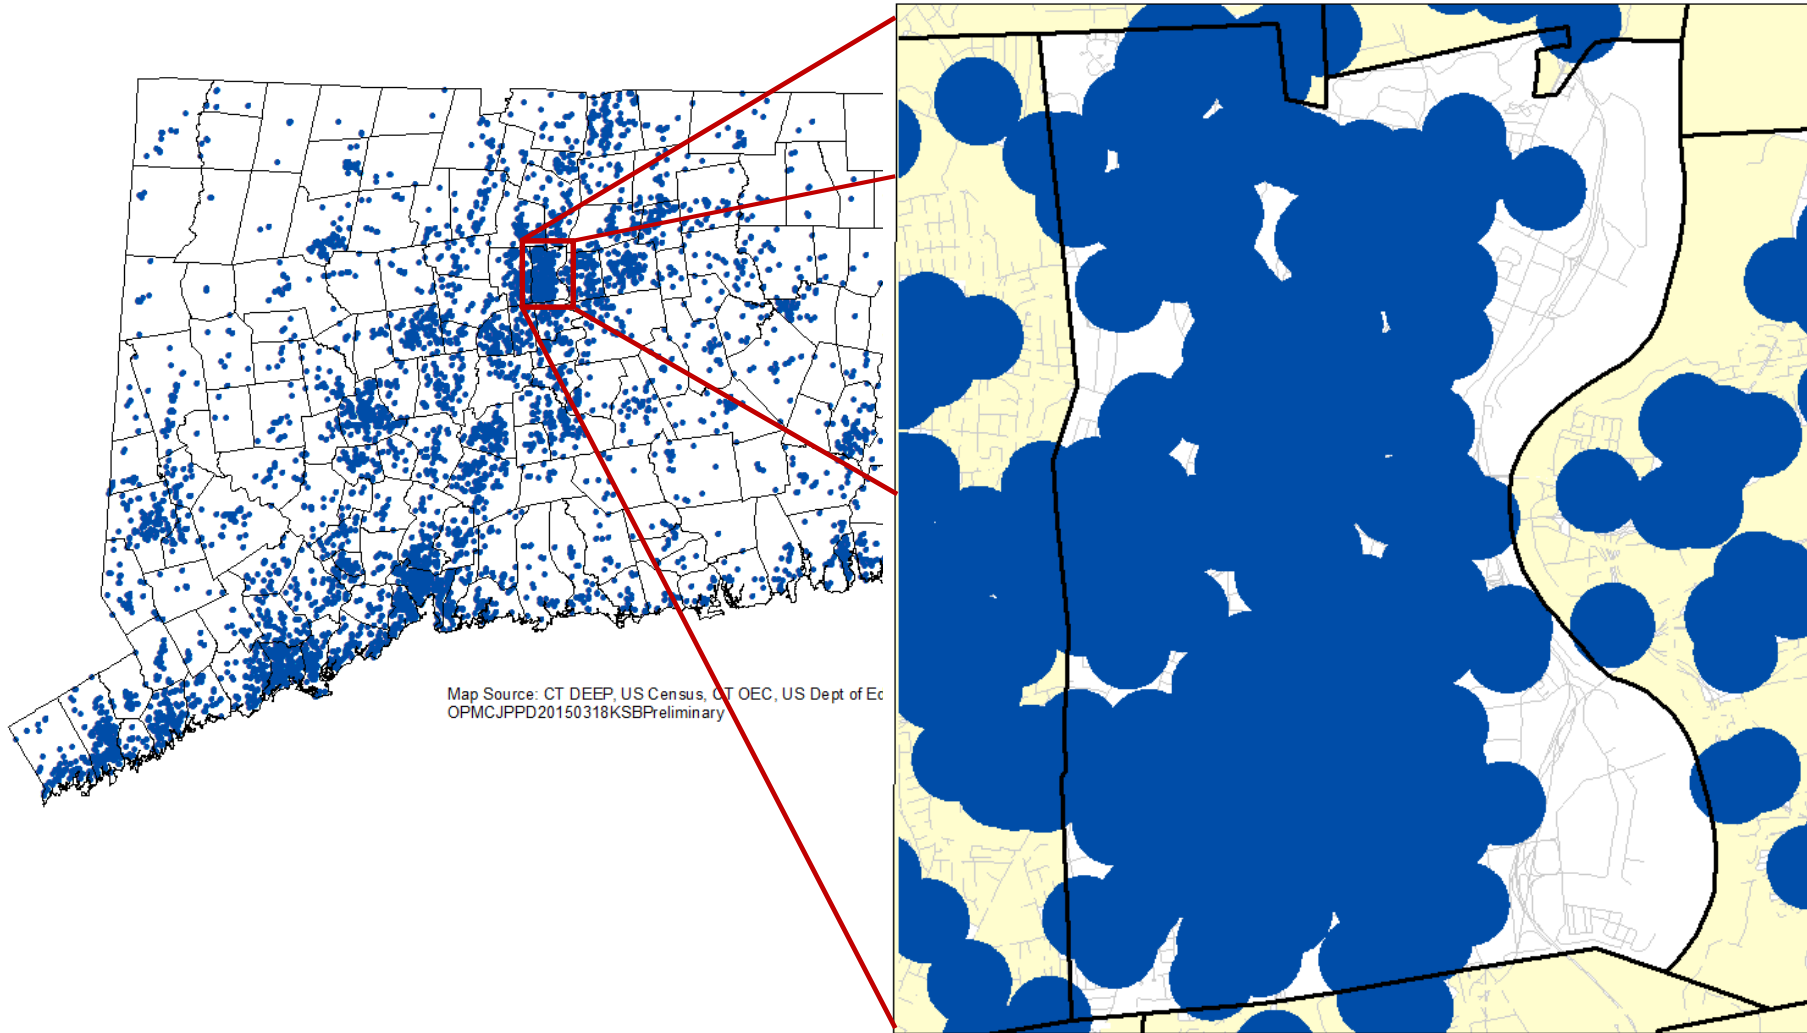 Map Source: CT DEEP, US Census, CT OEC, US Dept of Ec
OPMCJPPD20150318KSBPreliminary